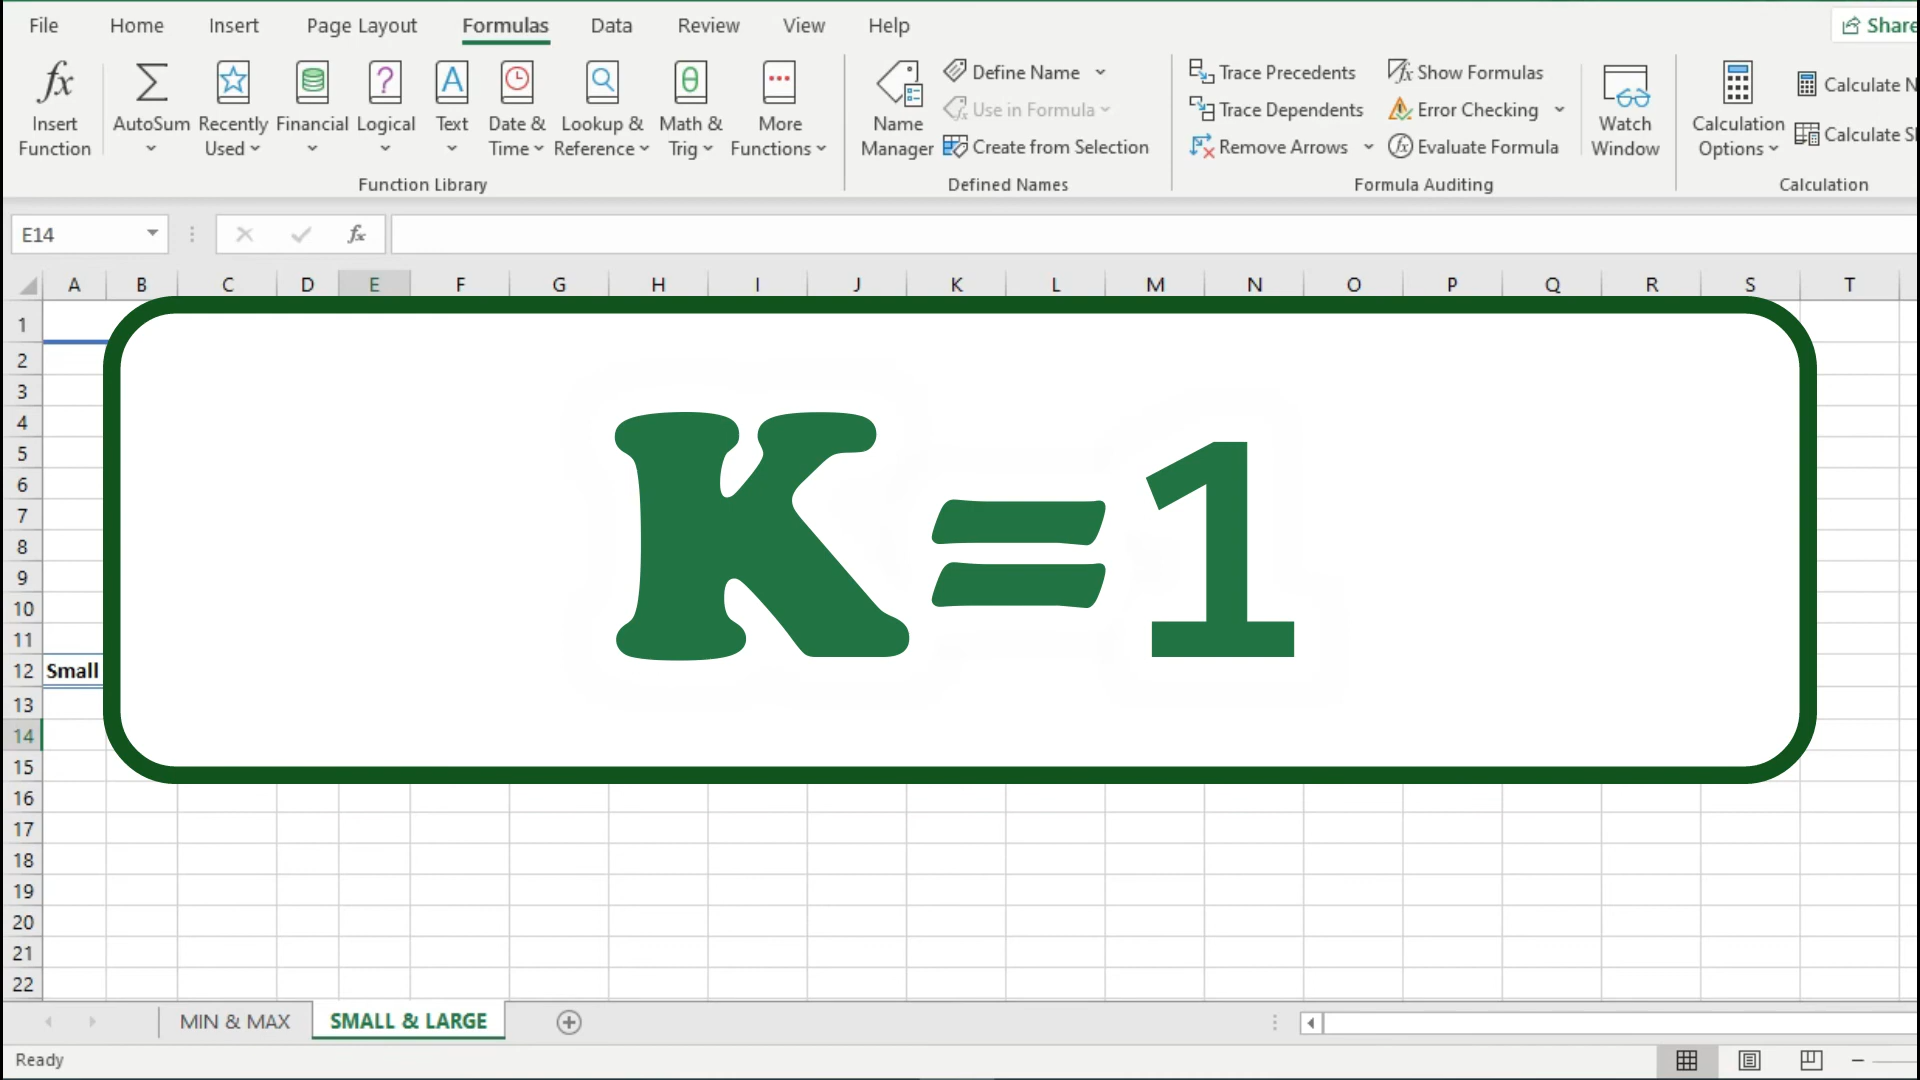 File Home Insert Page Layout Formulas Data Review View Help Share
fx Insert Function AutoSum Recently Used Financial Logical Text Date & Time Lookup & Reference Math & Trig More Functions
Name Manager Define Name Use in Formula Create from Selection
Trace Precedents Trace Dependents Remove Arrows Show Formulas Error Checking Evaluate Formula
Watch Window Calculation Options Calculate N Calculate S
Function Library Defined Names Formula Auditing Calculation
E14 fx
A B C D E F G H I J K L M N O P Q R S T
1
2
3
4
5
6
7
8
9
10
11
12 Small
13
14
15
16
17
18
19
20
21
22
K=1
MIN & MAX SMALL & LARGE
Ready